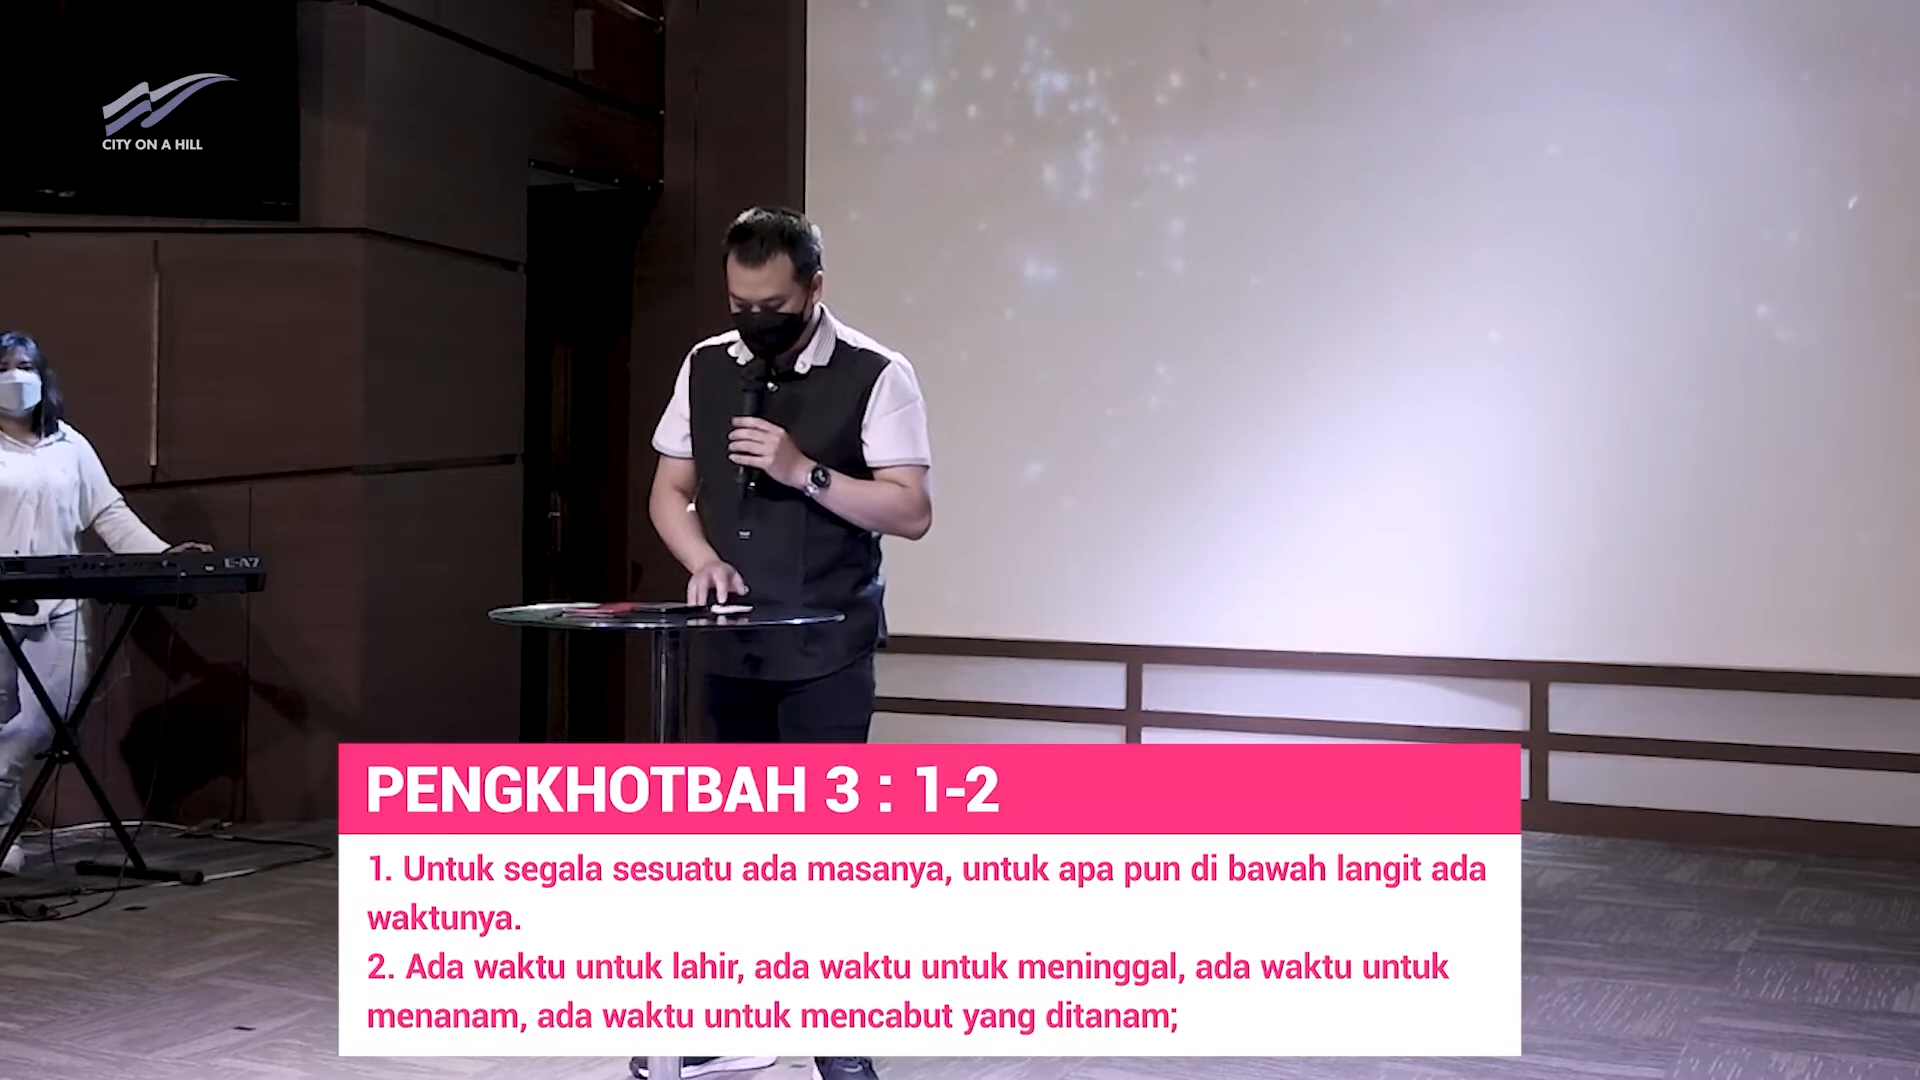 CITY ON A HILL
E-A7
PENGKHOTBAH 3 : 1-2
1. Untuk segala sesuatu ada masanya, untuk apa pun di bawah langit ada
waktunya.
2. Ada waktu untuk lahir, ada waktu untuk meninggal, ada waktu untuk
menanam, ada waktu untuk mencabut yang ditanam;